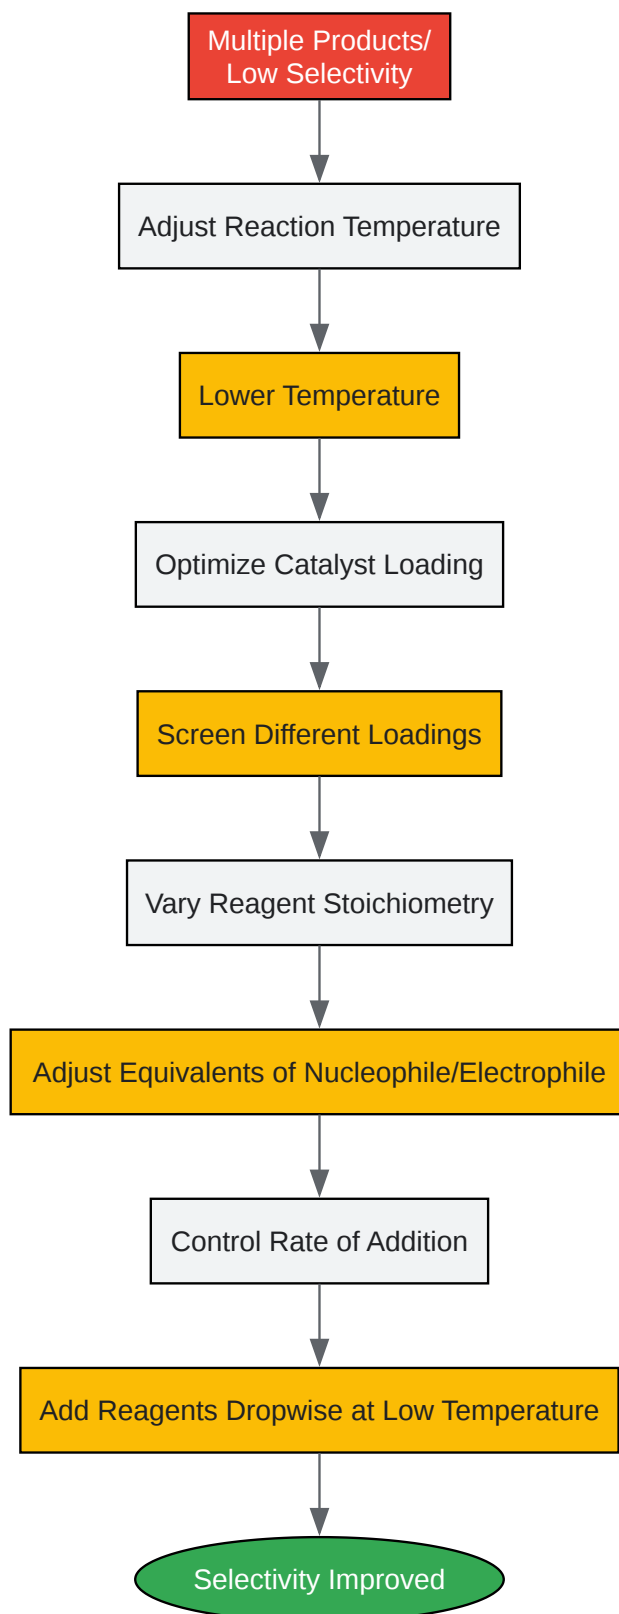 Multiple Products/
Low Selectivity
Adjust Reaction Temperature
Lower Temperature
Optimize Catalyst Loading
Screen Different Loadings
Vary Reagent Stoichiometry
Adjust Equivalents of Nucleophile/Electrophile
Control Rate of Addition
Add Reagents Dropwise at Low Temperature
Selectivity Improved